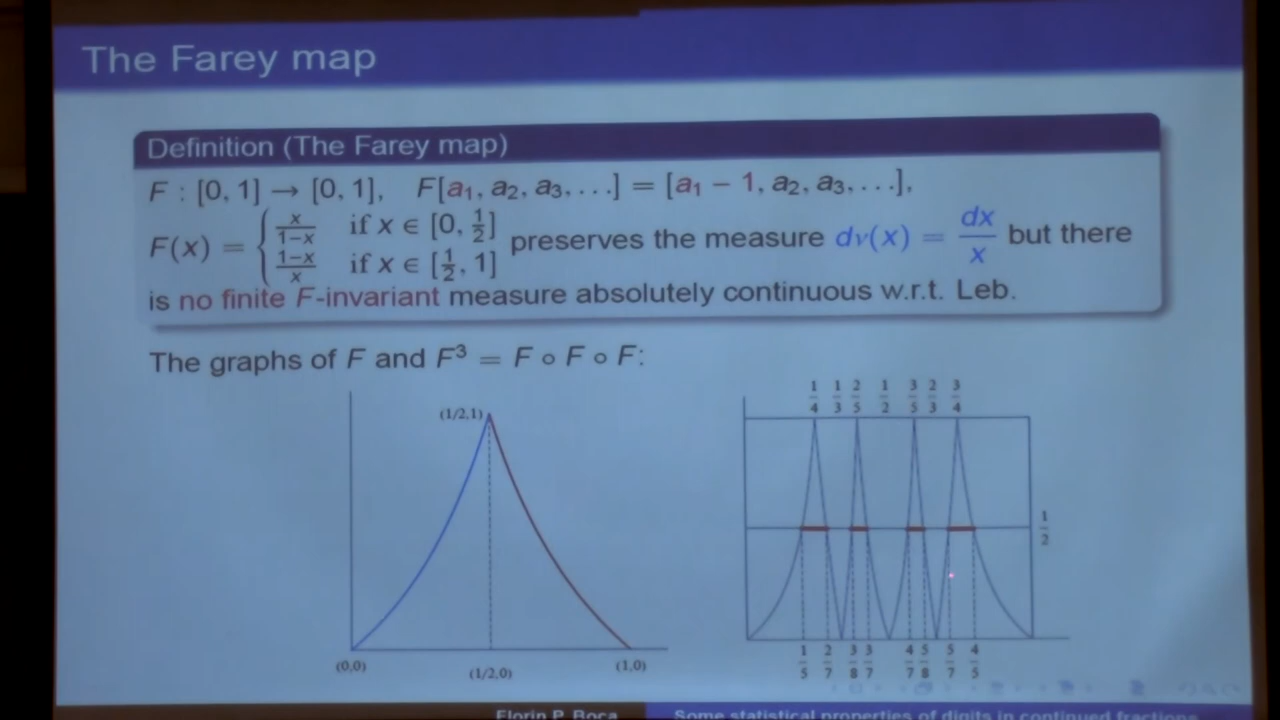 The Farey map
Definition (The Farey map)
F : [0, 1] → [0, 1], F[a₁, a₂, a₃, . . .] = [a₁ − 1, a₂, a₃, . . .],
F(x) = { x/(1−x) if x ∈ [0, 1/2]
(1−x)/x if x ∈ [1/2, 1]
preserves the measure dν(x) = dx/x but there
is no finite F-invariant measure absolutely continuous w.r.t. Leb.
The graphs of F and F³ = F ∘ F ∘ F:
(1/2,1)
(0,0)
(1/2,0)
(1,0)
1/4 1/3 2/5 1/2 3/5 2/3 3/4
1/2
1/5 2/7 3/8 3/7 4/7 5/8 5/7 4/5
Florin P. Boca
Some statistical properties of digits in continued